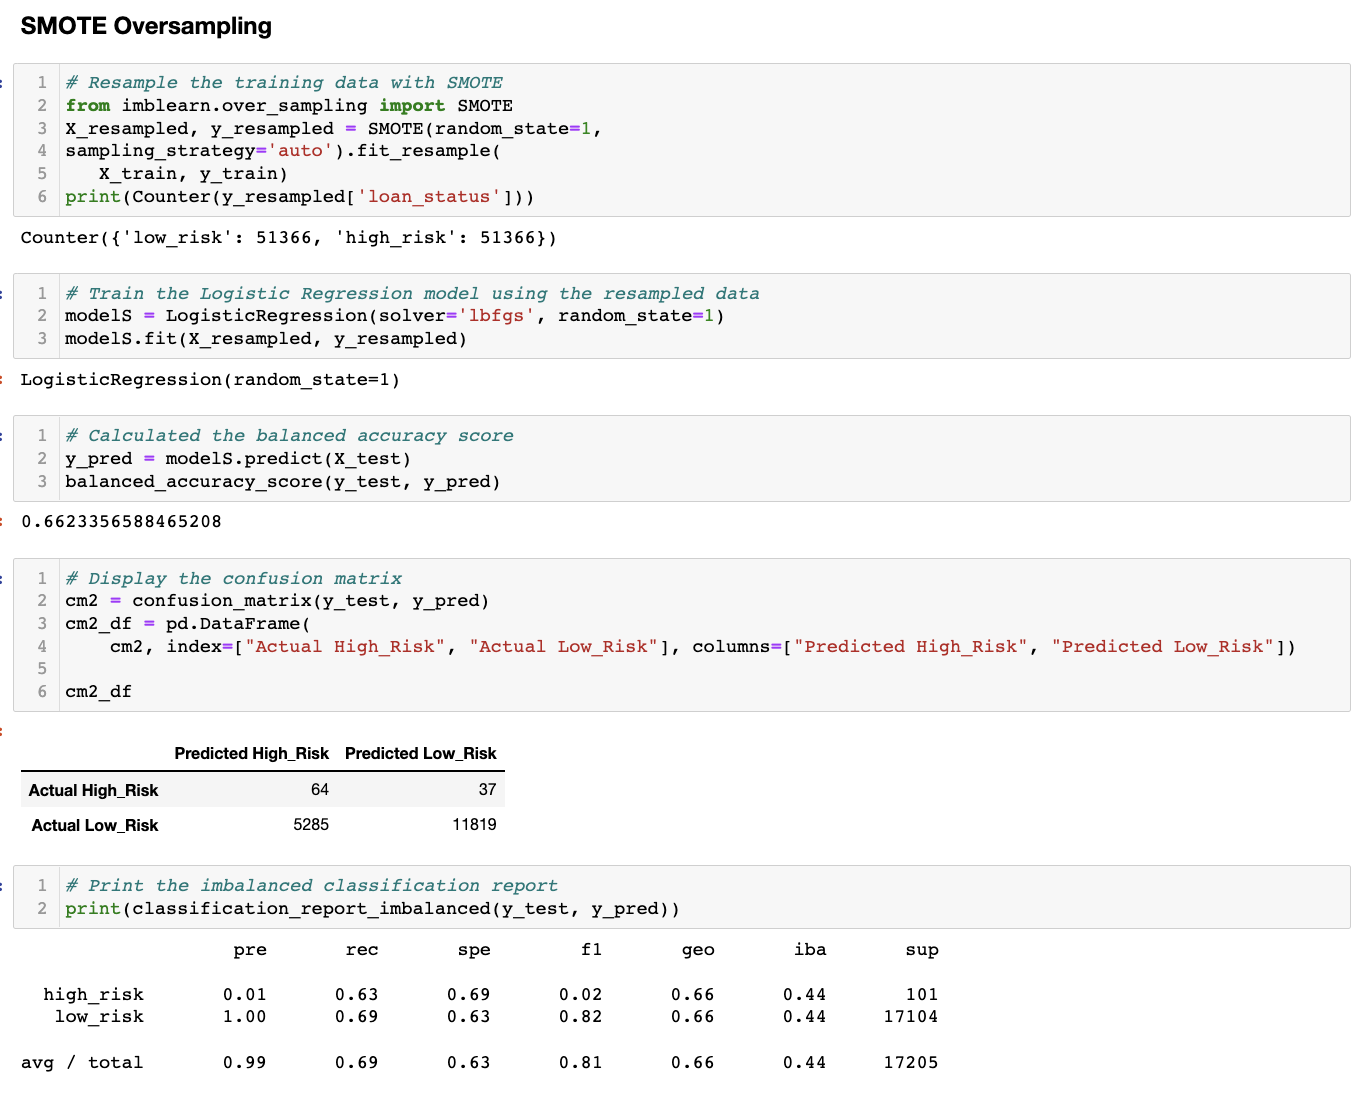 SMOTE Oversampling
1 # Resample the training data with SMOTE
2 from imblearn.over_sampling import SMOTE
3 X_resampled, y_resampled = SMOTE(random_state=1,
4 sampling_strategy='auto').fit_resample(
5    X_train, y_train)
6 print(Counter(y_resampled['loan_status']))
Counter({'low_risk': 51366, 'high_risk': 51366})
1 # Train the Logistic Regression model using the resampled data
2 modelS = LogisticRegression(solver='lbfgs', random_state=1)
3 modelS.fit(X_resampled, y_resampled)
LogisticRegression(random_state=1)
1 # Calculated the balanced accuracy score
2 y_pred = modelS.predict(X_test)
3 balanced_accuracy_score(y_test, y_pred)
0.6623356588465208
1 # Display the confusion matrix
2 cm2 = confusion_matrix(y_test, y_pred)
3 cm2_df = pd.DataFrame(
4     cm2, index=["Actual High_Risk", "Actual Low_Risk"], columns=["Predicted High_Risk", "Predicted Low_Risk"])
5
6 cm2_df
Predicted High_Risk Predicted Low_Risk
Actual High_Risk 64 37
Actual Low_Risk 5285 11819
1 # Print the imbalanced classification report
2 print(classification_report_imbalanced(y_test, y_pred))
pre rec spe f1 geo iba sup
high_risk 0.01 0.63 0.69 0.02 0.66 0.44 101
low_risk 1.00 0.69 0.63 0.82 0.66 0.44 17104
avg / total 0.99 0.69 0.63 0.81 0.66 0.44 17205